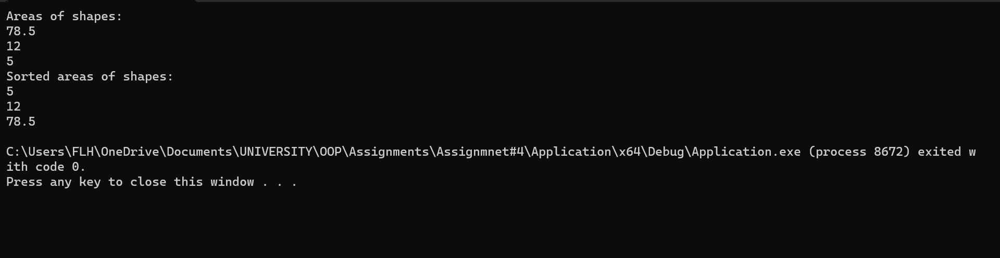 Areas of shapes:
78.5
12
5
Sorted areas of shapes:
5
12
78.5
C:\Users\FLH\OneDrive\Documents\UNIVERSITY\OOP\Assignments\Assignmnet#4\Application\x64\Debug\Application.exe (process 8672) exited w
ith code 0.
Press any key to close this window . . .